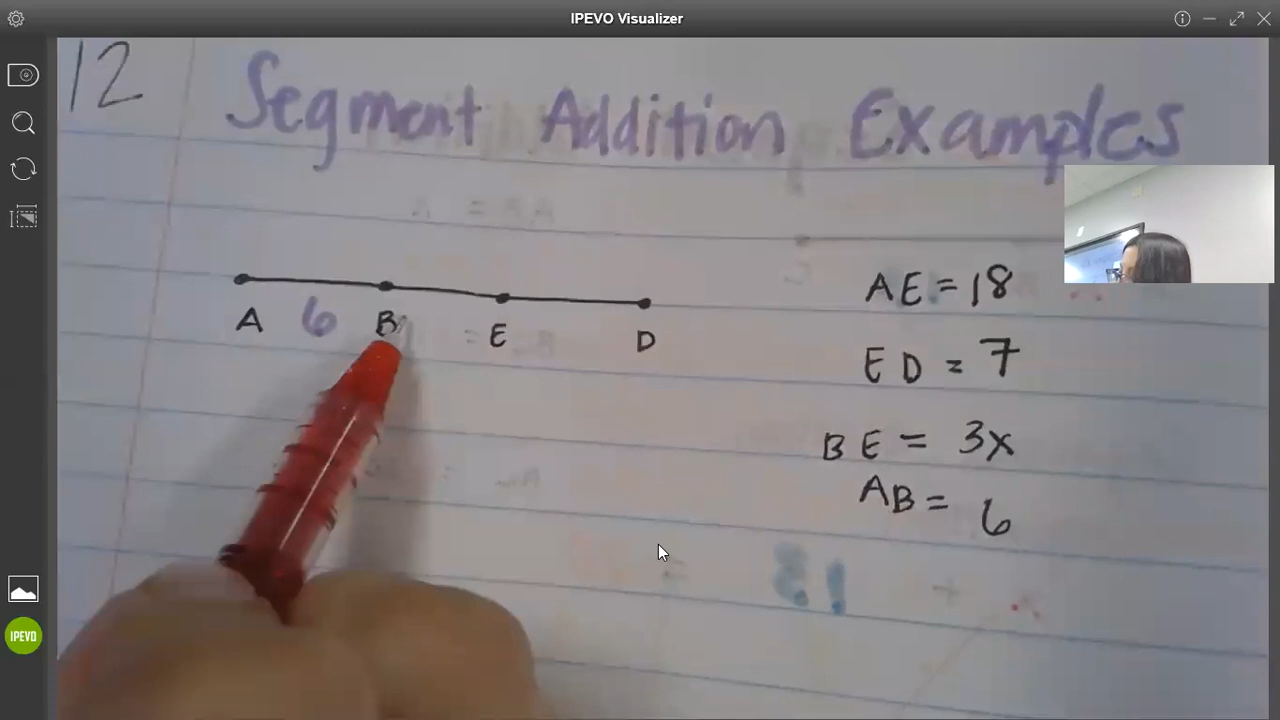 IPEVO Visualizer
12
Segment Addition Examples
A 6 B E D
AE = 18
ED = 7
BE = 3x
AB = 6
IPEVO